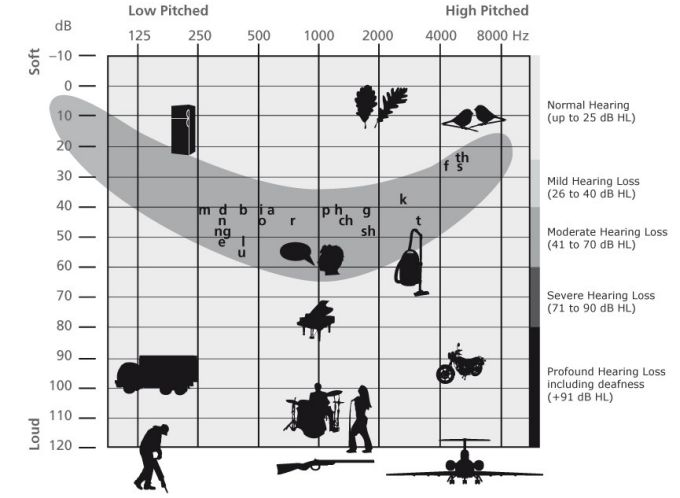 Low Pitched High Pitched
dB
125 250 500 1000 2000 4000 8000 Hz
Soft
-10
0
10
20
30
40
50
60
70
80
90
100
110
120
Loud
th
f s
k
m d b i a p h g
n o r ch t
ng sh
e l
u
Normal Hearing
(up to 25 dB HL)
Mild Hearing Loss
(26 to 40 dB HL)
Moderate Hearing Loss
(41 to 70 dB HL)
Severe Hearing Loss
(71 to 90 dB HL)
Profound Hearing Loss
including deafness
(+91 dB HL)